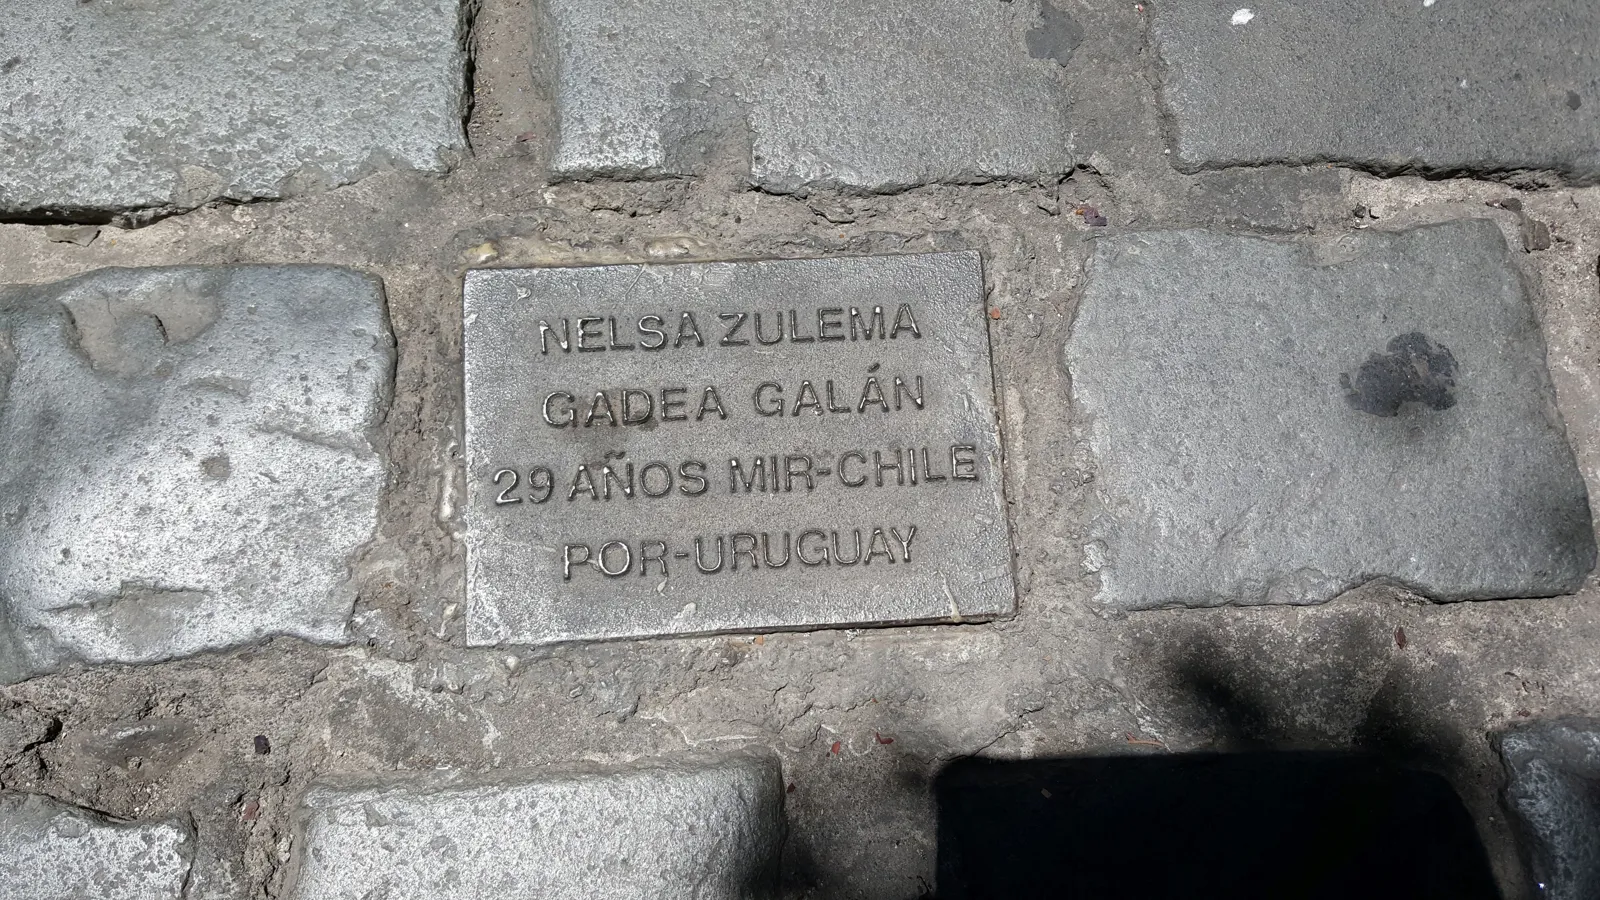 NELSA ZULEMA
GADEA GALÁN
29 AÑOS MIR-CHILE
POR-URUGUAY